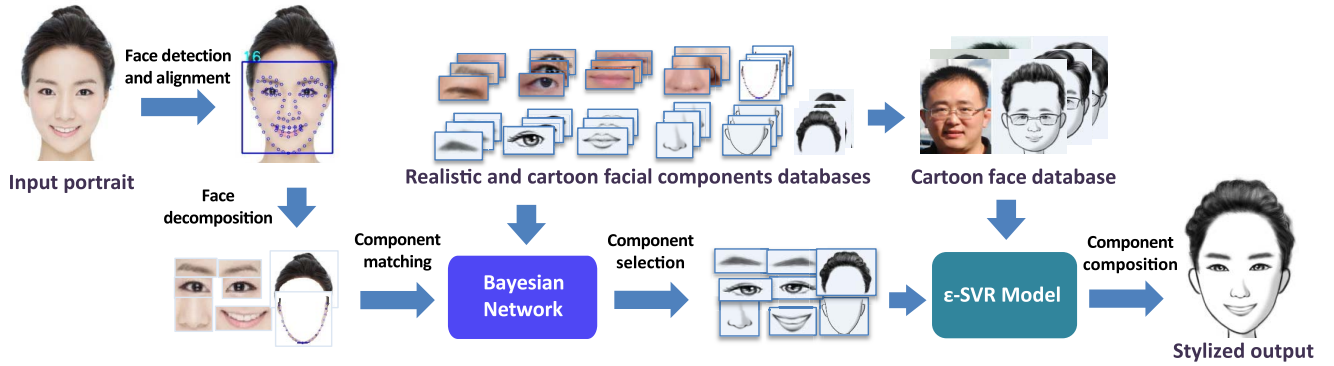 Face detection
and alignment
16
Input portrait
Realistic and cartoon facial components databases
Cartoon face database
Face
decomposition
Component
matching
Bayesian
Network
Component
selection
ε-SVR Model
Component
composition
Stylized output